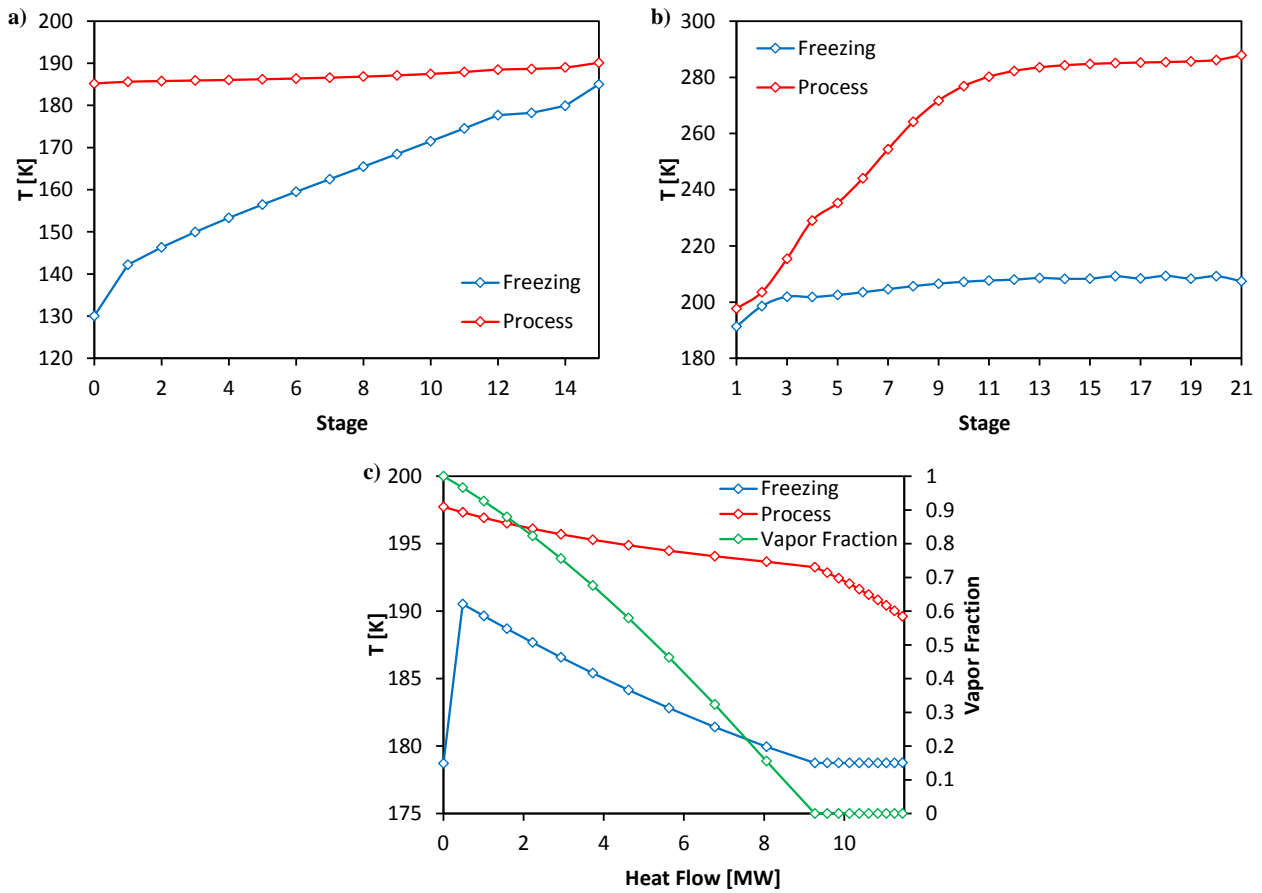 a)
200
190
180
170
160
150
140
130
120
T [K]
0 2 4 6 8 10 12 14
Stage
Freezing
Process
b)
300
280
260
240
220
200
180
T [K]
1 3 5 7 9 11 13 15 17 19 21
Stage
Freezing
Process
c)
200
195
190
185
180
175
T [K]
0 2 4 6 8 10
Heat Flow [MW]
Freezing
Process
Vapor Fraction
1
0.9
0.8
0.7
0.6
0.5
0.4
0.3
0.2
0.1
0
Vapor Fraction